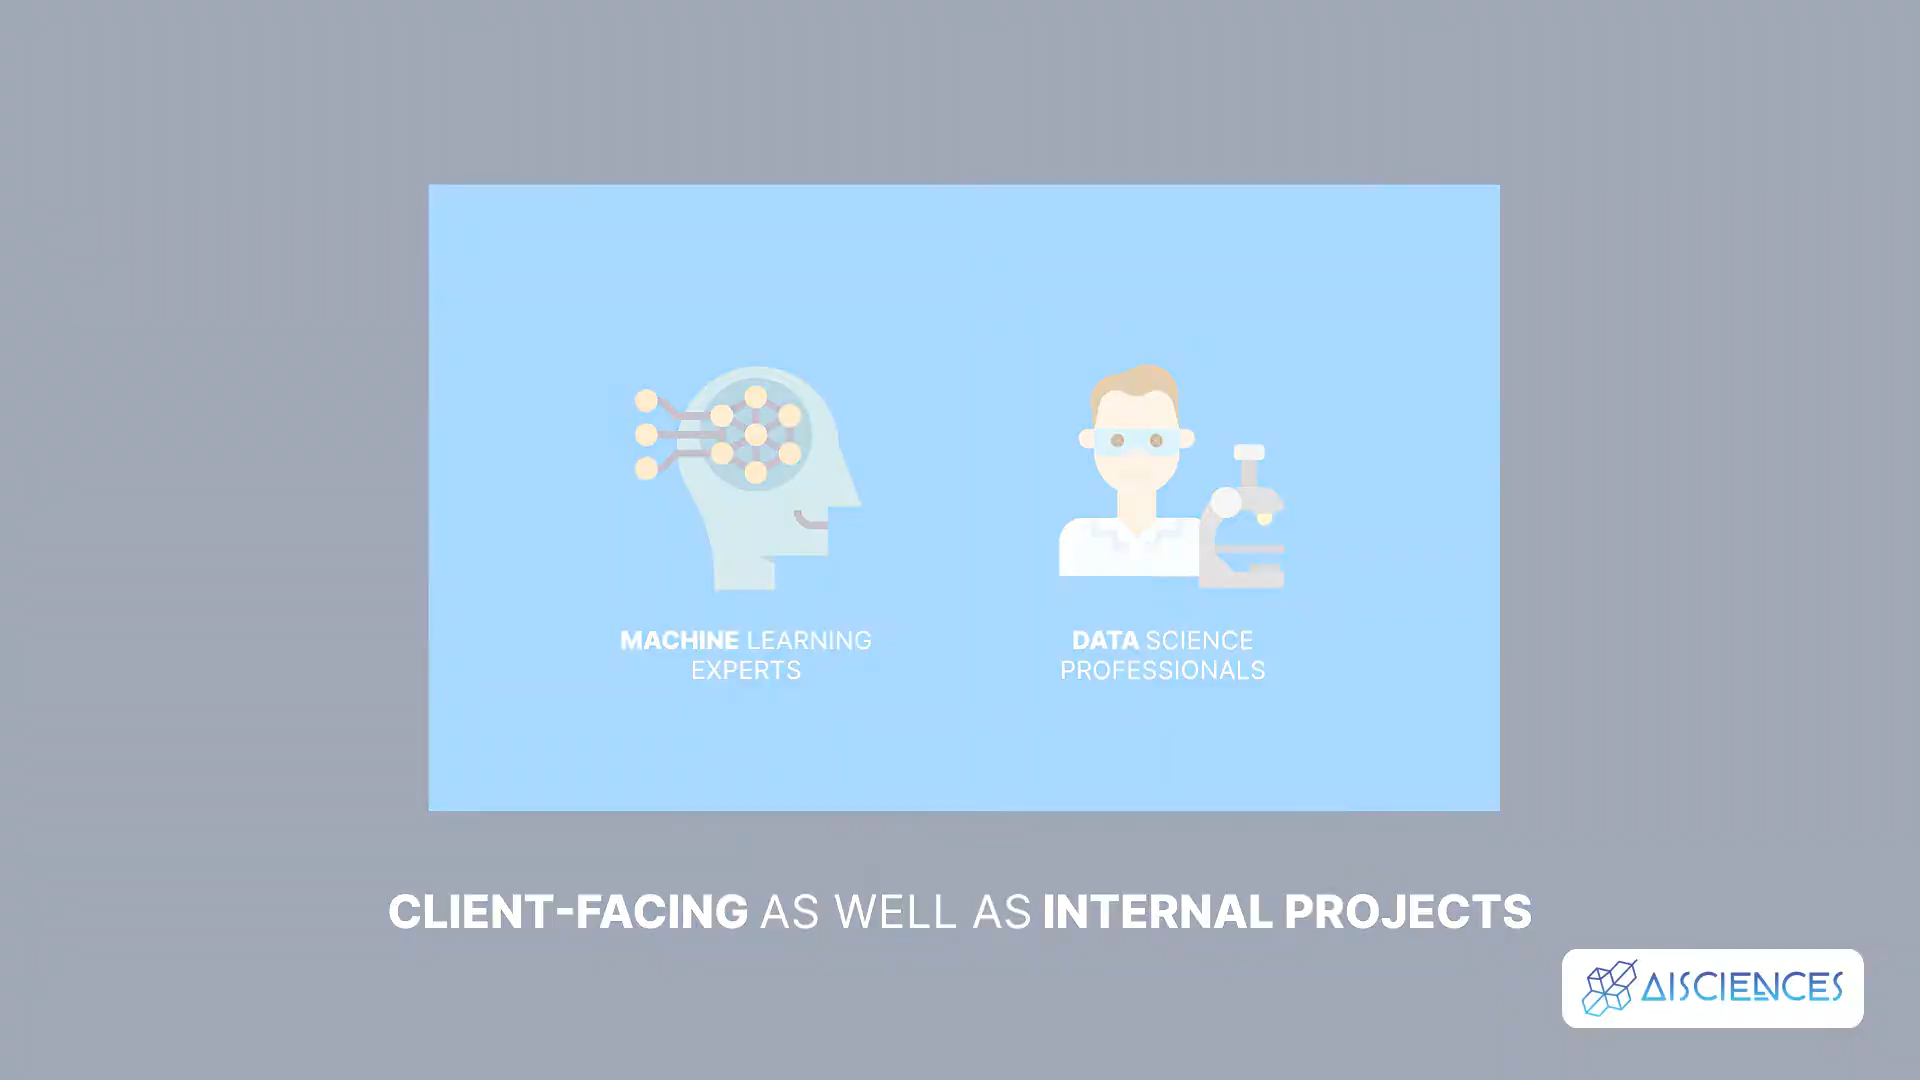 MACHINE LEARNING
EXPERTS
DATA SCIENCE
PROFESSIONALS
CLIENT-FACING AS WELL AS INTERNAL PROJECTS
AISCIENCES